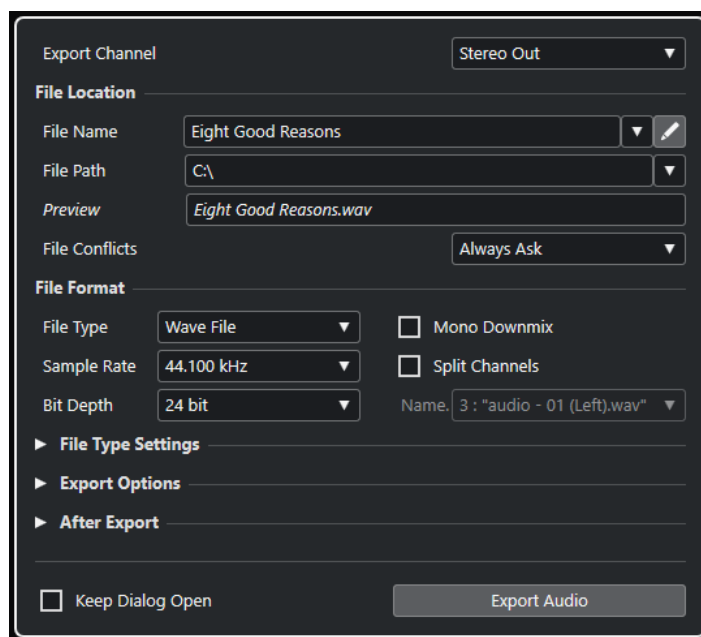 Export Channel Stereo Out
File Location
File Name Eight Good Reasons
File Path C:\
Preview Eight Good Reasons.wav
File Conflicts Always Ask
File Format
File Type Wave File Mono Downmix
Sample Rate 44.100 kHz Split Channels
Bit Depth 24 bit Name. 3 : "audio - 01 (Left).wav"
File Type Settings
Export Options
After Export
Keep Dialog Open Export Audio